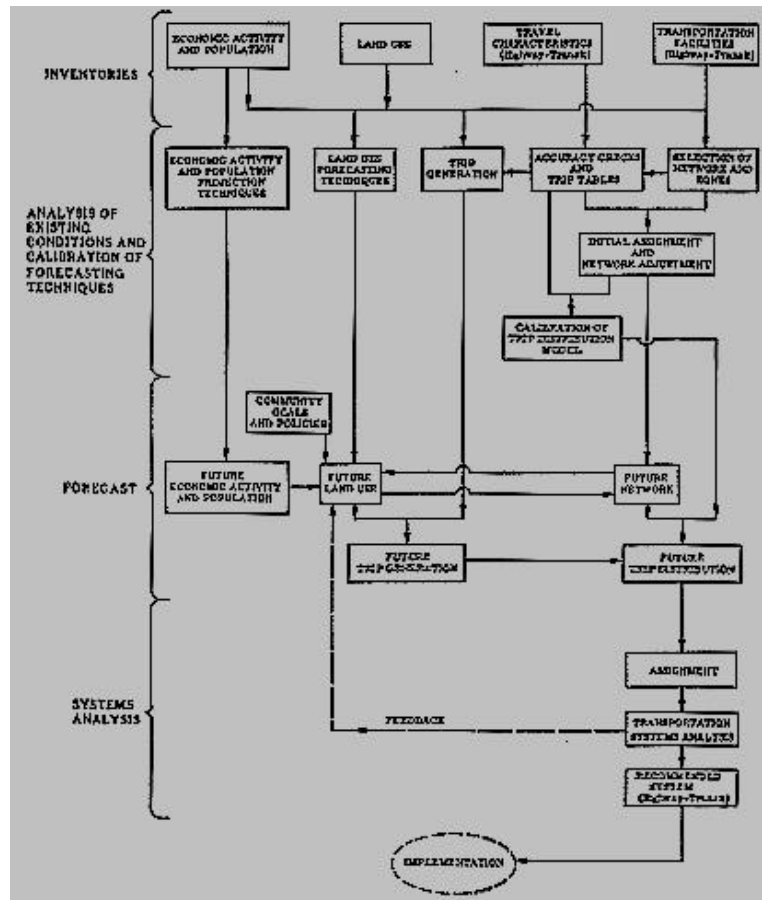 INVENTORIES
ECONOMIC ACTIVITY
AND POPULATION
LAND USE
TRAVEL
CHARACTERISTICS
(Highway-Transit)
TRANSPORTATION
FACILITIES
(Highway-Transit)
ANALYSIS OF
EXISTING
CONDITIONS AND
CALIBRATION OF
FORECASTING
TECHNIQUES
ECONOMIC ACTIVITY
AND POPULATION
PROJECTION
TECHNIQUES
LAND USE
FORECASTING
TECHNIQUES
TRIP
GENERATION
ACCURACY CHECKS
AND
TRIP TABLES
SELECTION OF
NETWORK AND
ZONES
INITIAL ASSIGNMENT
AND
NETWORK ADJUSTMENT
CALIBRATION OF
TRIP DISTRIBUTION
MODEL
FORECAST
COMMUNITY
GOALS
AND POLICIES
FUTURE
ECONOMIC ACTIVITY
AND POPULATION
FUTURE
LAND USE
FUTURE
NETWORK
FUTURE
TRIP GENERATION
FUTURE
TRIP DISTRIBUTION
SYSTEMS
ANALYSIS
ASSIGNMENT
FEEDBACK
TRANSPORTATION
SYSTEMS ANALYSIS
RECOMMENDED
SYSTEM
(Highway-Transit)
IMPLEMENTATION